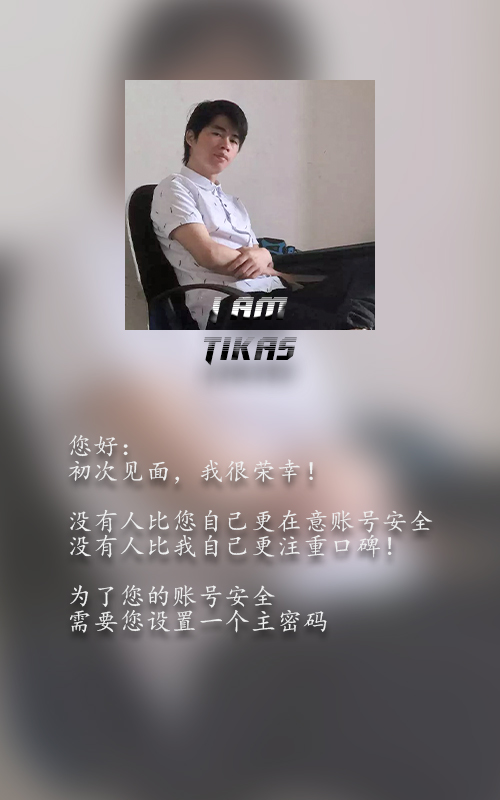 I AM
TIKAS
您好：
初次见面，我很荣幸！
没有人比您自己更在意账号安全
没有人比我自己更注重口碑！
为了您的账号安全
需要您设置一个主密码